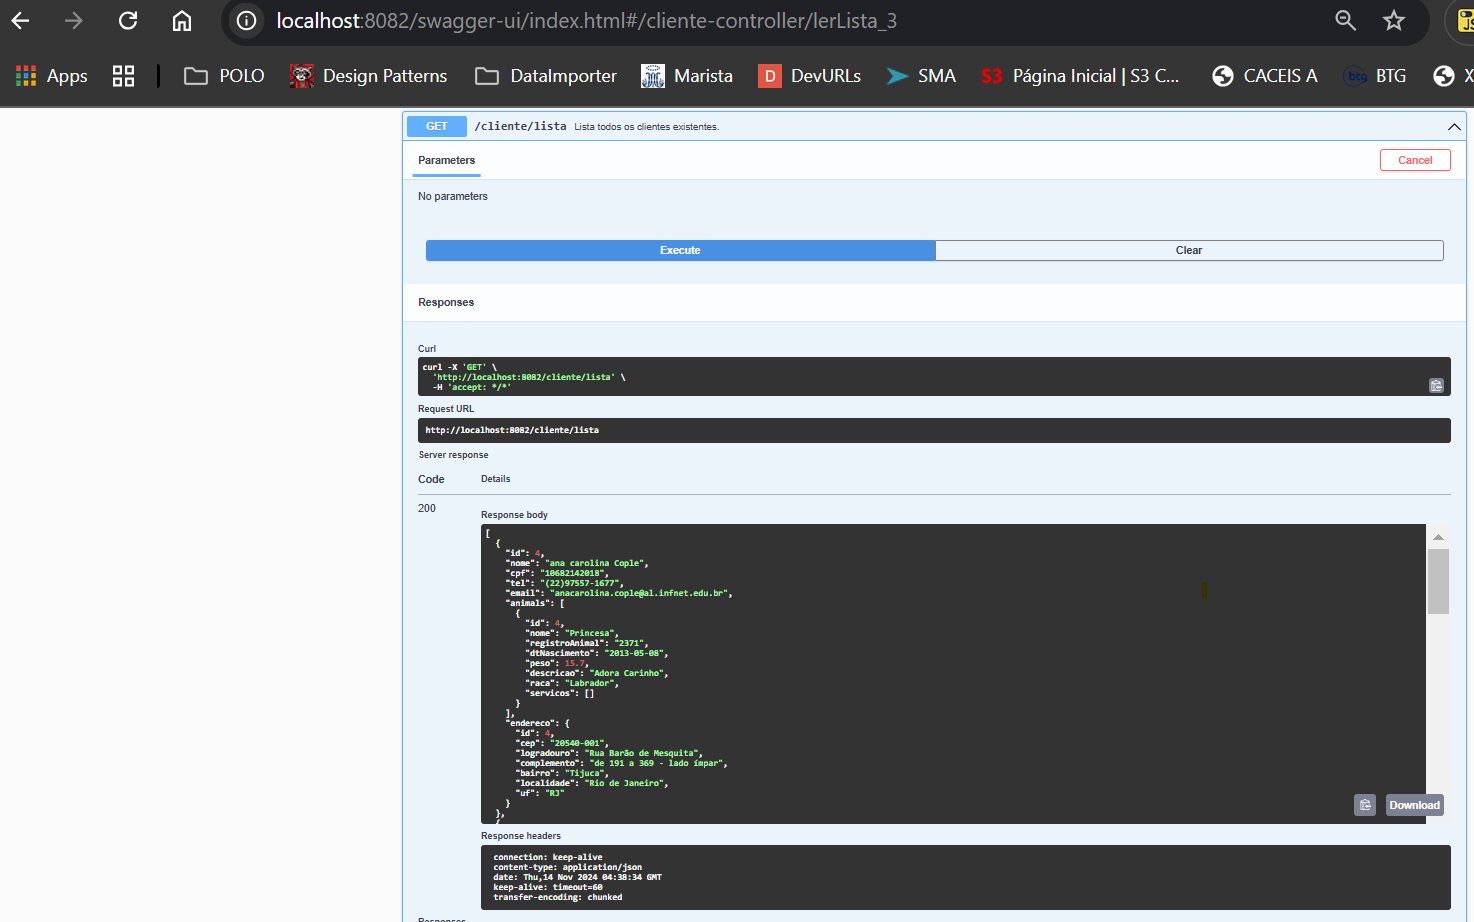 localhost:8082/swagger-ui/index.html#/cliente-controller/lerLista_3
Apps POLO Design Patterns DataImporter Marista D DevURLs SMA S3 Página Inicial | S3 C... CACEIS A btg BTG X
GET /cliente/lista Lista todos os clientes existentes.
Parameters Cancel
No parameters
Execute Clear
Responses
Curl
curl -X 'GET' \
'http://localhost:8082/cliente/lista' \
-H 'accept: */*'
Request URL
http://localhost:8082/cliente/lista
Server response
Code Details
200
Response body
[
{
"id": 4,
"nome": "ana carolina Cople",
"cpf": "10682142018",
"tel": "(22)97557-1677",
"email": "anacarolina.cople@al.infnet.edu.br",
"animals": [
{
"id": 4,
"nome": "Princesa",
"registroAnimal": "2371",
"dtNascimento": "2013-05-08",
"peso": 15.7,
"descricao": "Adora Carinho",
"raca": "Labrador",
"servicos": []
}
],
"endereco": {
"id": 4,
"cep": "20540-001",
"logradouro": "Rua Barão de Mesquita",
"complemento": "de 191 a 369 - lado ímpar",
"bairro": "Tijuca",
"localidade": "Rio de Janeiro",
"uf": "RJ"
}
},
{
Download
Response headers
connection: keep-alive
content-type: application/json
date: Thu,14 Nov 2024 04:38:34 GMT
keep-alive: timeout=60
transfer-encoding: chunked
Responses